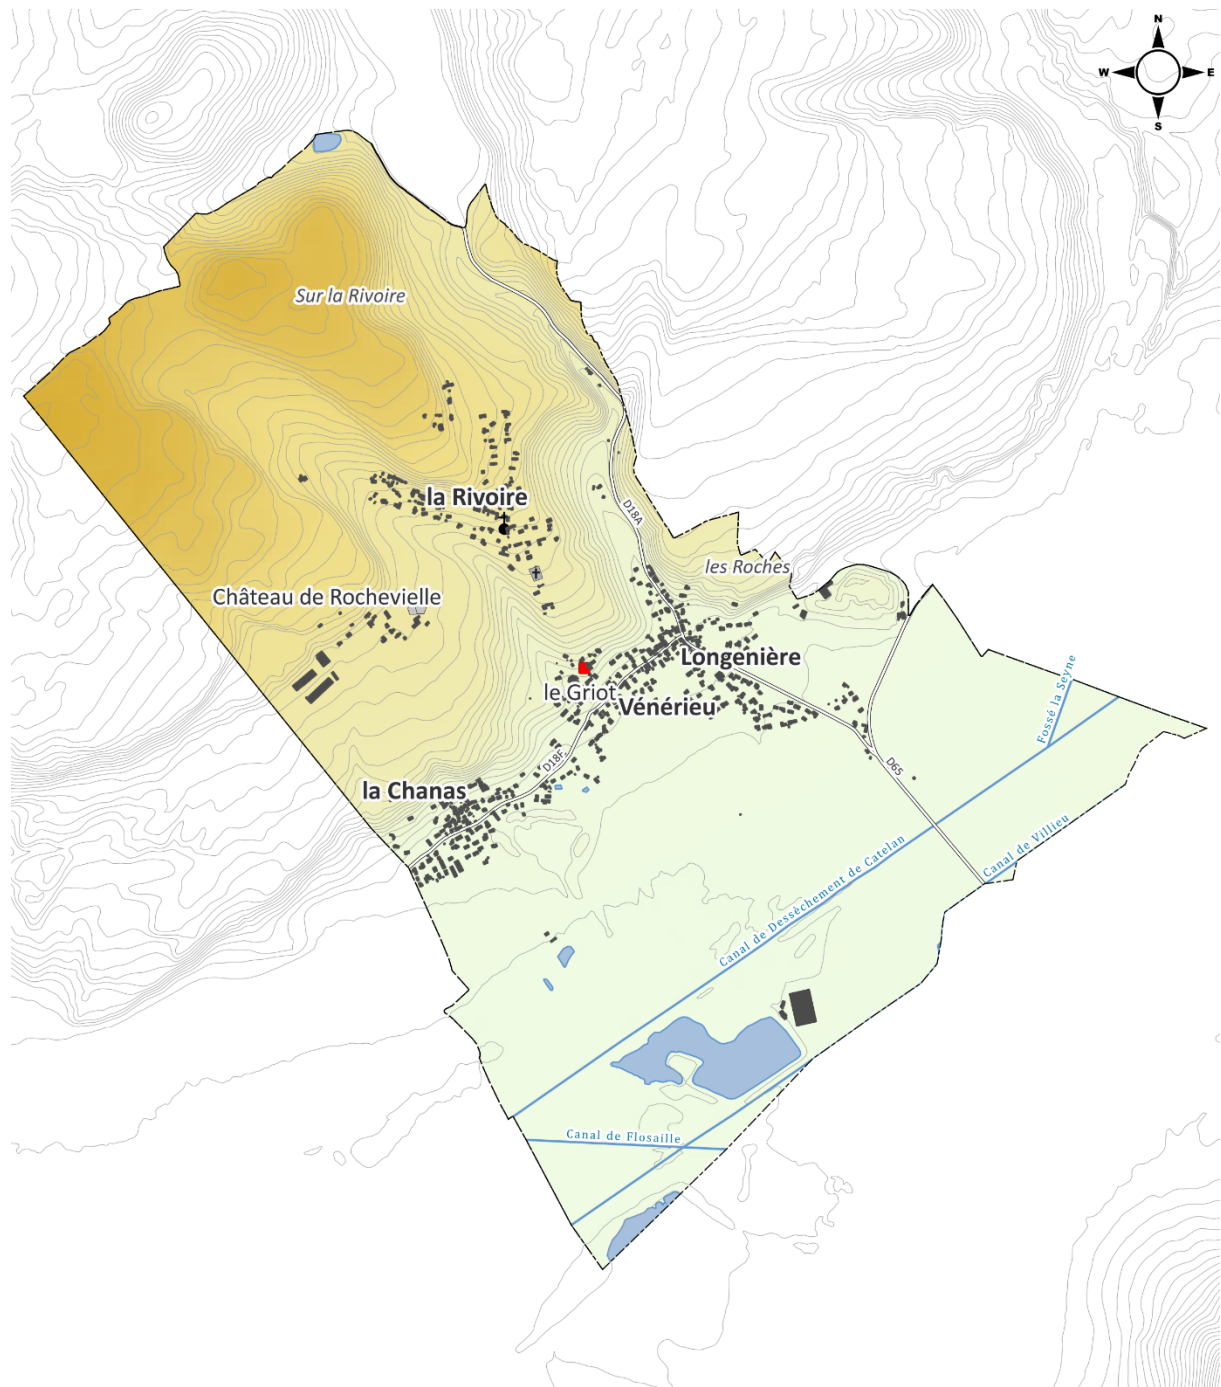 N
W
E
S
Sur la Rivoire
la Rivoire
D18A
les Roches
Château de Rochevielle
Longenière
le Griot
Vénérieu
Fossé la Seyne
D18F
D65
la Chanas
Canal de Villieu
Canal de Dessèchement de Catelan
Canal de Flosaille